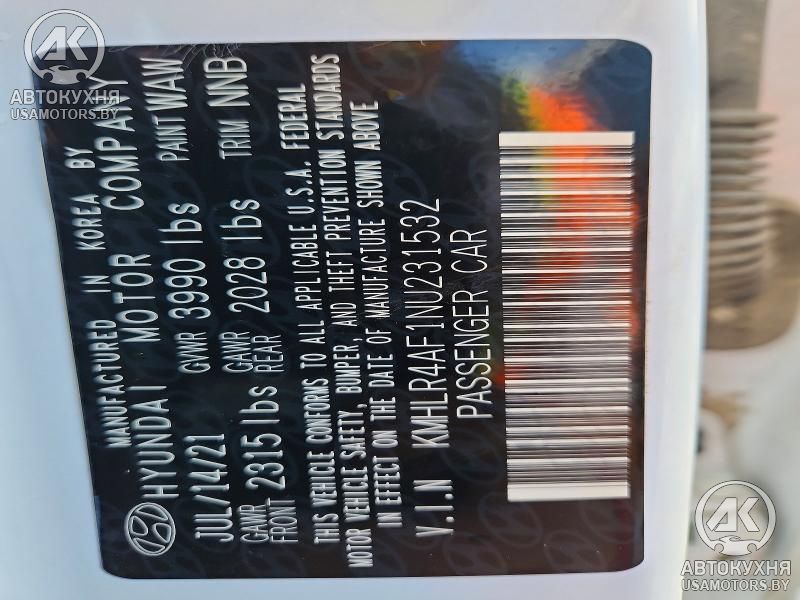 MANUFACTURED IN KOREA BY
HYUNDAI MOTOR COMPANY
JUL/14/21 GVWR 3990 lbs PAINT WAW
GAWR FRONT 2315 lbs GAWR REAR 2028 lbs TRIM NNB
THIS VEHICLE CONFORMS TO ALL APPLICABLE U.S.A. FEDERAL
MOTOR VEHICLE SAFETY, BUMPER, AND THEFT PREVENTION STANDARDS
IN EFFECT ON THE DATE OF MANUFACTURE SHOWN ABOVE
V.I.N KMHLR4AF1NU231532
PASSENGER CAR
АК
АВТОКУХНЯ
USAMOTORS.BY
АК
АВТОКУХНЯ
USAMOTORS.BY